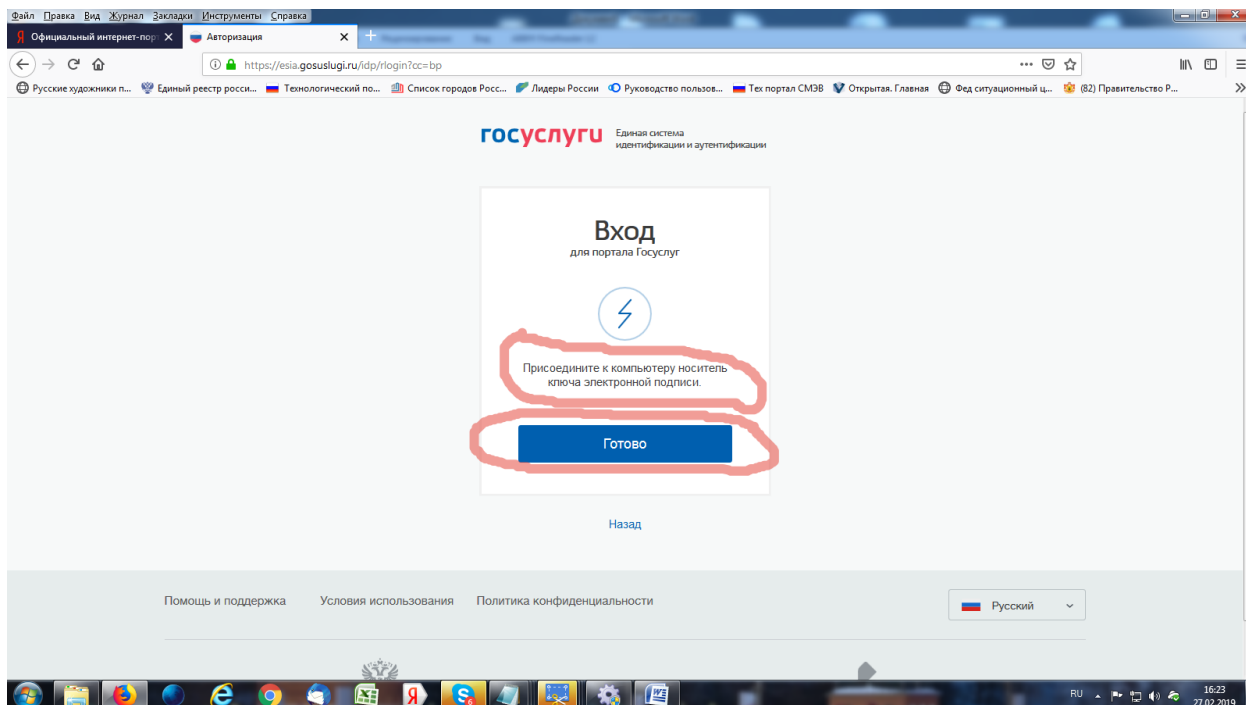 Файл Правка Вид Журнал Закладки Инструменты Справка
Официальный интернет-пор
Авторизация
https://esia.gosuslugi.ru/idp/rlogin?cc=bp
Русские художники п... Единый реестр росси... Технологический по... Список городов Росс... Лидеры России Руководство пользов... Тех портал СМЭВ Открытая. Главная Фед ситуационный ц... (82) Правительство Р...
госуслуги
Единая система
идентификации и аутентификации
Вход
для портала Госуслуг
Присоедините к компьютеру носитель
ключа электронной подписи.
Готово
Назад
Помощь и поддержка Условия использования Политика конфиденциальности
Русский
RU
16:23
27.02.2019